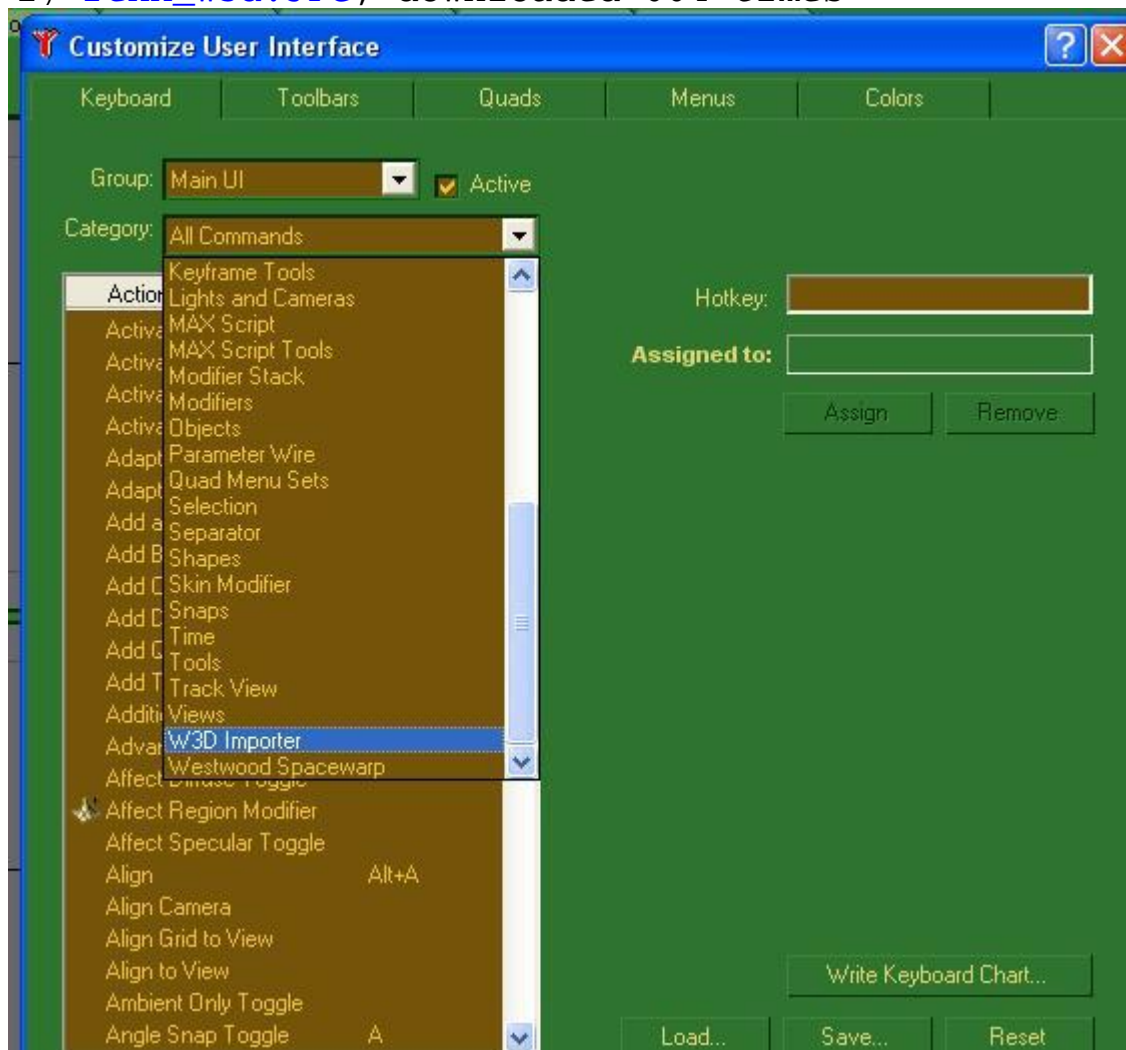 Customize User Interface
Keyboard Toolbars Quads Menus Colors
Group: Main UI Active
Category: All Commands
Keyframe Tools
Lights and Cameras
MAX Script
MAX Script Tools
Modifier Stack
Modifiers
Objects
Parameter Wire
Quad Menu Sets
Selection
Separator
Shapes
Skin Modifier
Snaps
Time
Tools
Track View
Views
W3D Importer
Westwood Spacewarp
Affect Region Modifier
Affect Specular Toggle
Align Alt+A
Align Camera
Align Grid to View
Align to View
Ambient Only Toggle
Angle Snap Toggle A
Hotkey:
Assigned to:
Assign Remove
Write Keyboard Chart...
Load... Save... Reset